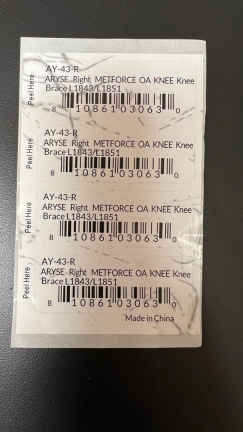 Peel Here
AY-43-R
ARYSE Right METFORCE OA KNEE Knee
Brace L1843/L1851
8 10861 03063 0
Peel Here
AY-43-R
ARYSE Right METFORCE OA KNEE Knee
Brace L1843/L1851
8 10861 03063 0
Peel Here
AY-43-R
ARYSE Right METFORCE OA KNEE Knee
Brace L1843/L1851
8 10861 03063 0
Peel Here
AY-43-R
ARYSE Right METFORCE OA KNEE Knee
Brace L1843/L1851
8 10861 03063 0
Made in China